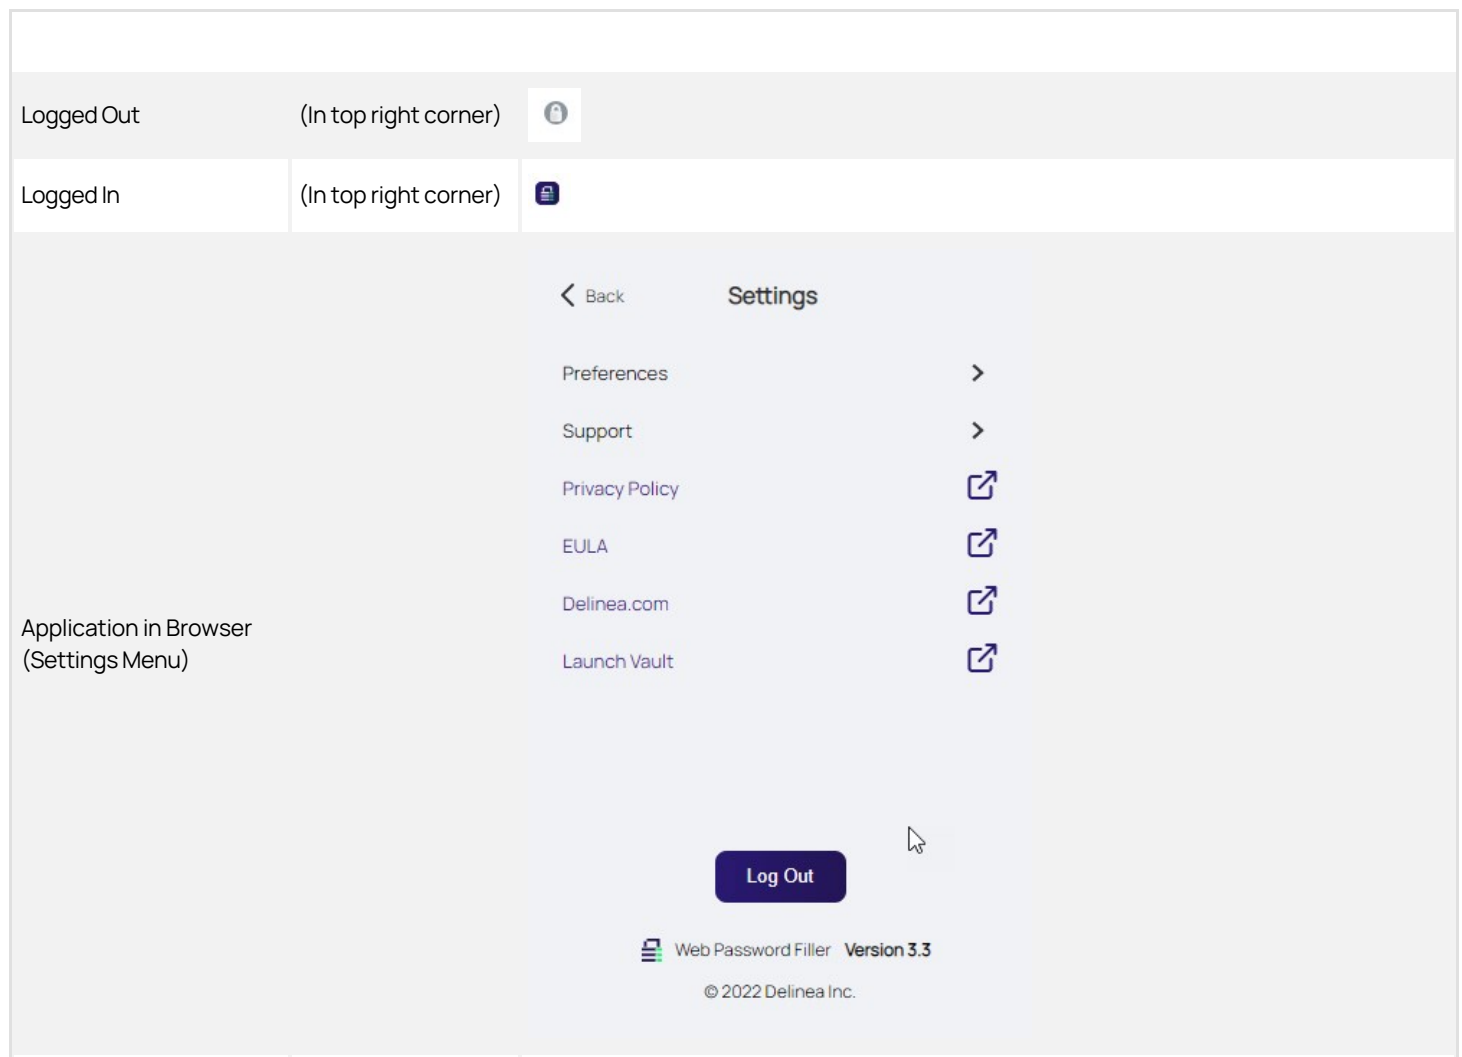 Logged Out (In top right corner)
Logged In (In top right corner)
Back Settings
Preferences
Support
Privacy Policy
EULA
Delinea.com
Application in Browser
(Settings Menu)
Launch Vault
Log Out
Web Password Filler Version 3.3
© 2022 Delinea Inc.